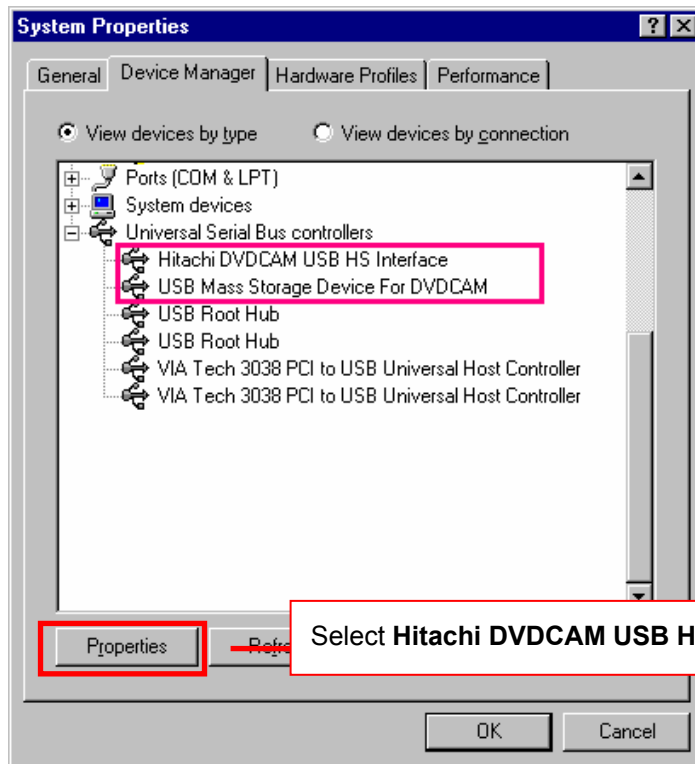 System Properties
General Device Manager Hardware Profiles Performance
View devices by type View devices by connection
Ports (COM & LPT)
System devices
Universal Serial Bus controllers
Hitachi DVDCAM USB HS Interface
USB Mass Storage Device For DVDCAM
USB Root Hub
USB Root Hub
VIA Tech 3038 PCI to USB Universal Host Controller
VIA Tech 3038 PCI to USB Universal Host Controller
Properties
Select Hitachi DVDCAM USB H
OK Cancel